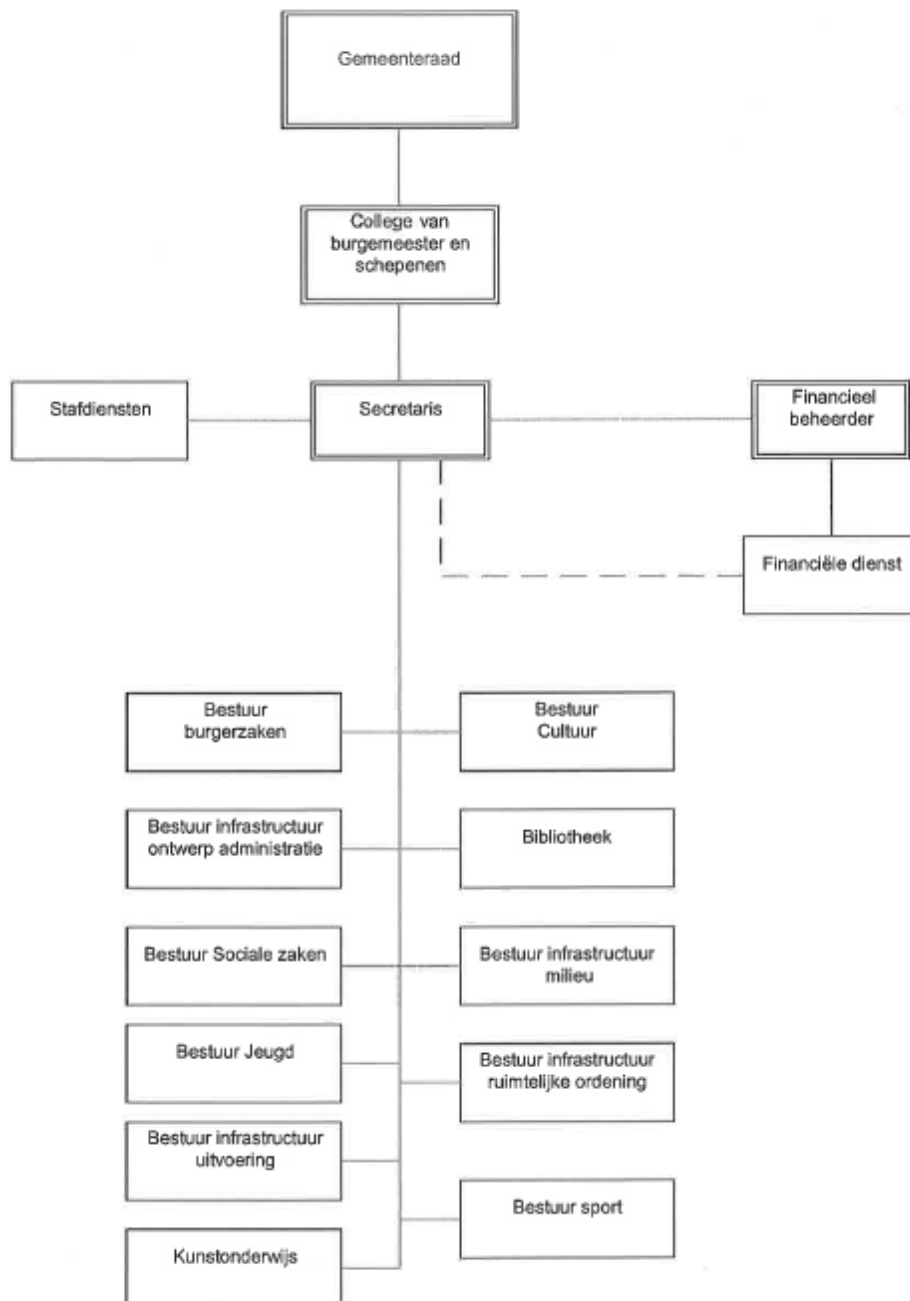 Gemeenteraad
College van
burgemeester en
schepenen
Stafdiensten
Secretaris
Financieel
beheerder
Financiële dienst
Bestuur
burgerzaken
Bestuur
Cultuur
Bestuur infrastructuur
ontwerp administratie
Bibliotheek
Bestuur Sociale zaken
Bestuur infrastructuur
milieu
Bestuur Jeugd
Bestuur infrastructuur
ruimtelijke ordening
Bestuur infrastructuur
uitvoering
Bestuur sport
Kunstonderwijs